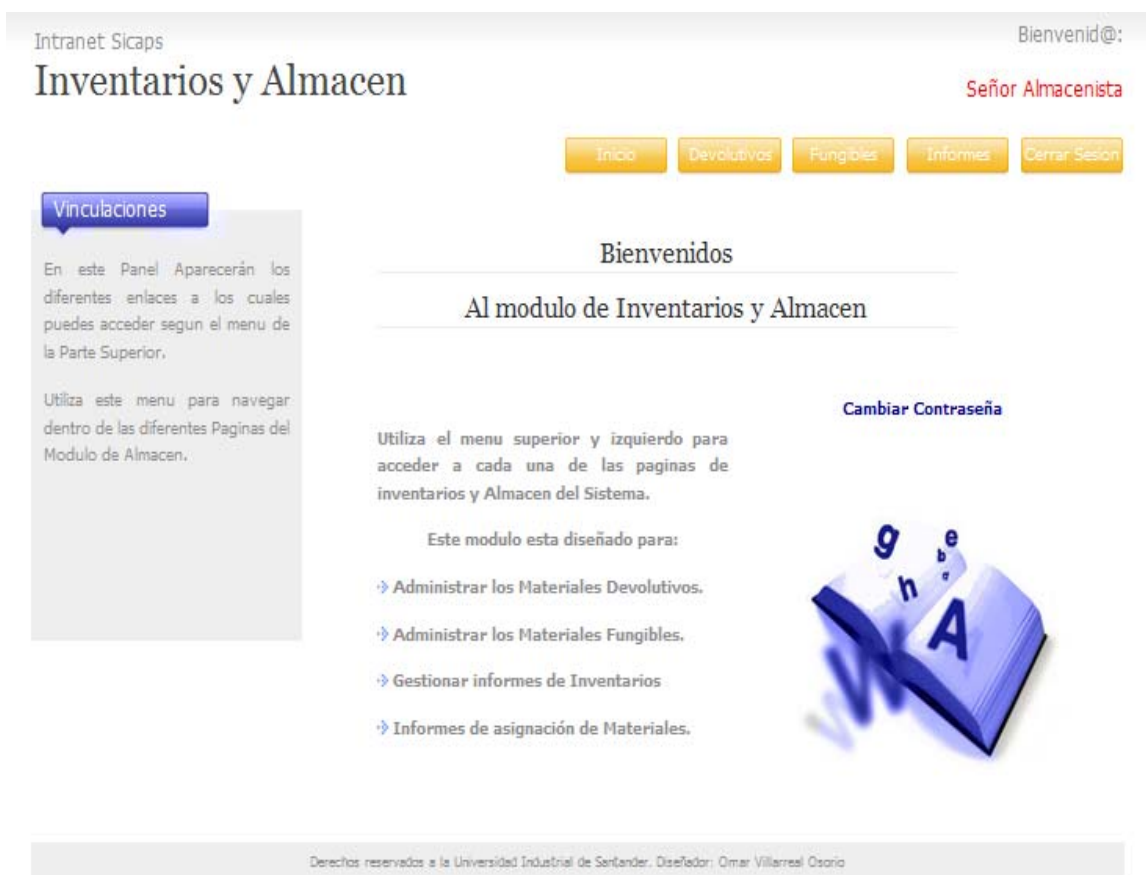 Intranet Sicaps
Bienvenid@:
Inventarios y Almacen
Señor Almacenista
Inicio
Devolutivos
Fungibles
Informes
Cerrar Sesion
Vinculaciones
En este Panel Aparecerán los
diferentes enlaces a los cuales
puedes acceder segun el menu de
la Parte Superior.
Utiliza este menu para navegar
dentro de las diferentes Paginas del
Modulo de Almacen.
Bienvenidos
Al modulo de Inventarios y Almacen
Cambiar Contraseña
Utiliza el menu superior y izquierdo para
acceder a cada una de las paginas de
inventarios y Almacen del Sistema.
Este modulo esta diseñado para:
Administrar los Materiales Devolutivos.
Administrar los Materiales Fungibles.
Gestionar informes de Inventarios
Informes de asignación de Materiales.
Derechos reservados a la Universidad Industrial de Santander. Diseñador: Omar Villarreal Osorio